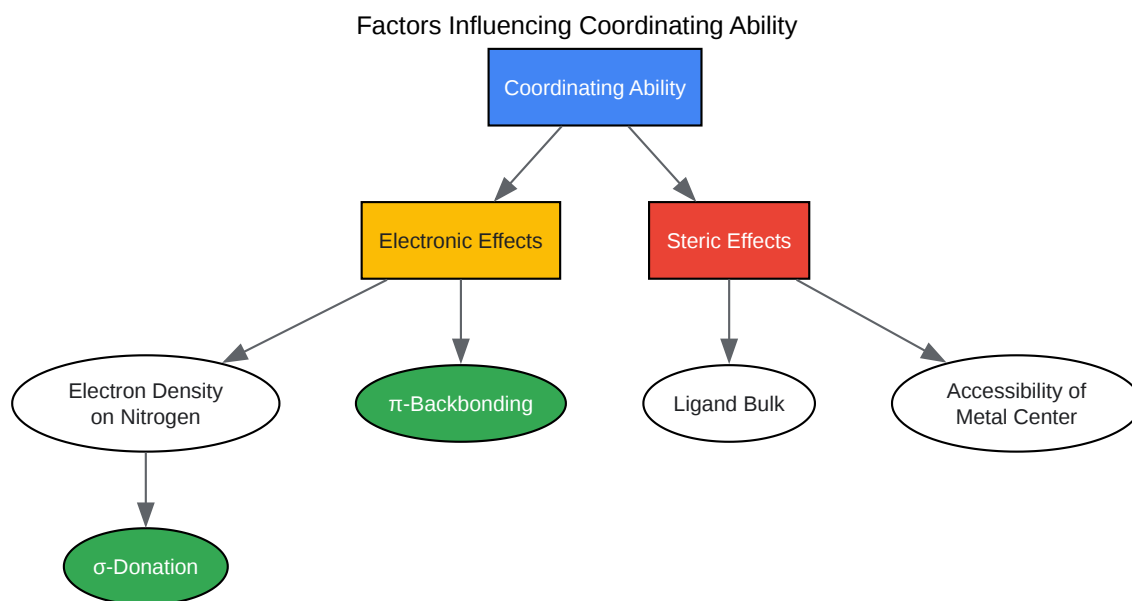 Factors Influencing Coordinating Ability
Coordinating Ability
Electronic Effects
Steric Effects
Electron Density
on Nitrogen
π-Backbonding
Ligand Bulk
Accessibility of
Metal Center
σ-Donation